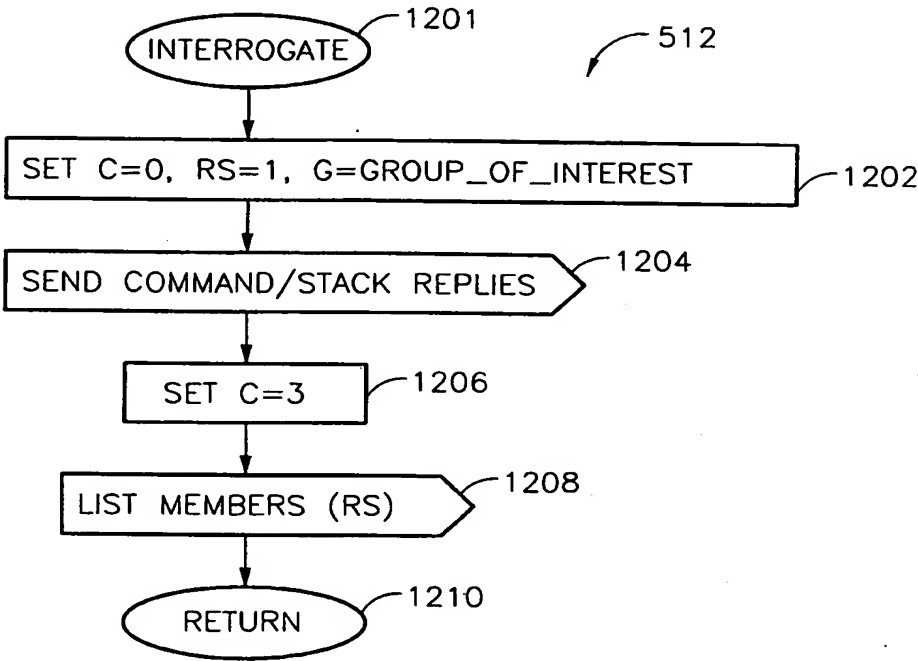 1201
INTERROGATE
512
SET C=0, RS=1, G=GROUP_OF_INTEREST
1202
SEND COMMAND/STACK REPLIES
1204
SET C=3
1206
LIST MEMBERS (RS)
1208
RETURN
1210